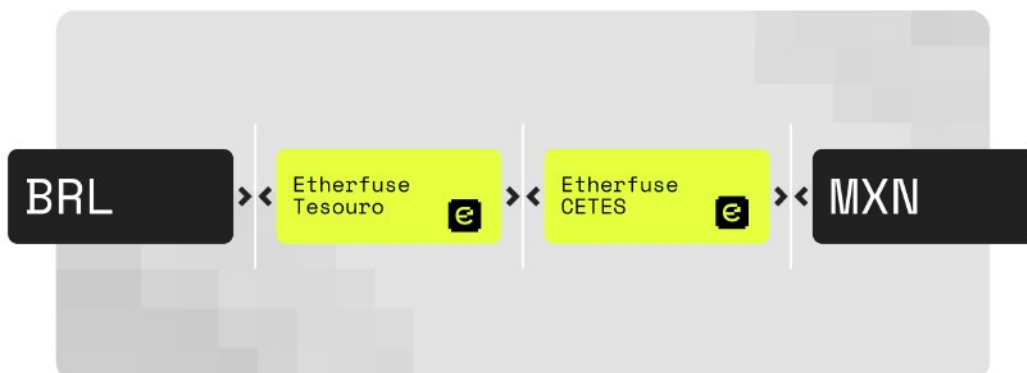 BRL
Etherfuse
Tesouro
Etherfuse
CETES
MXN